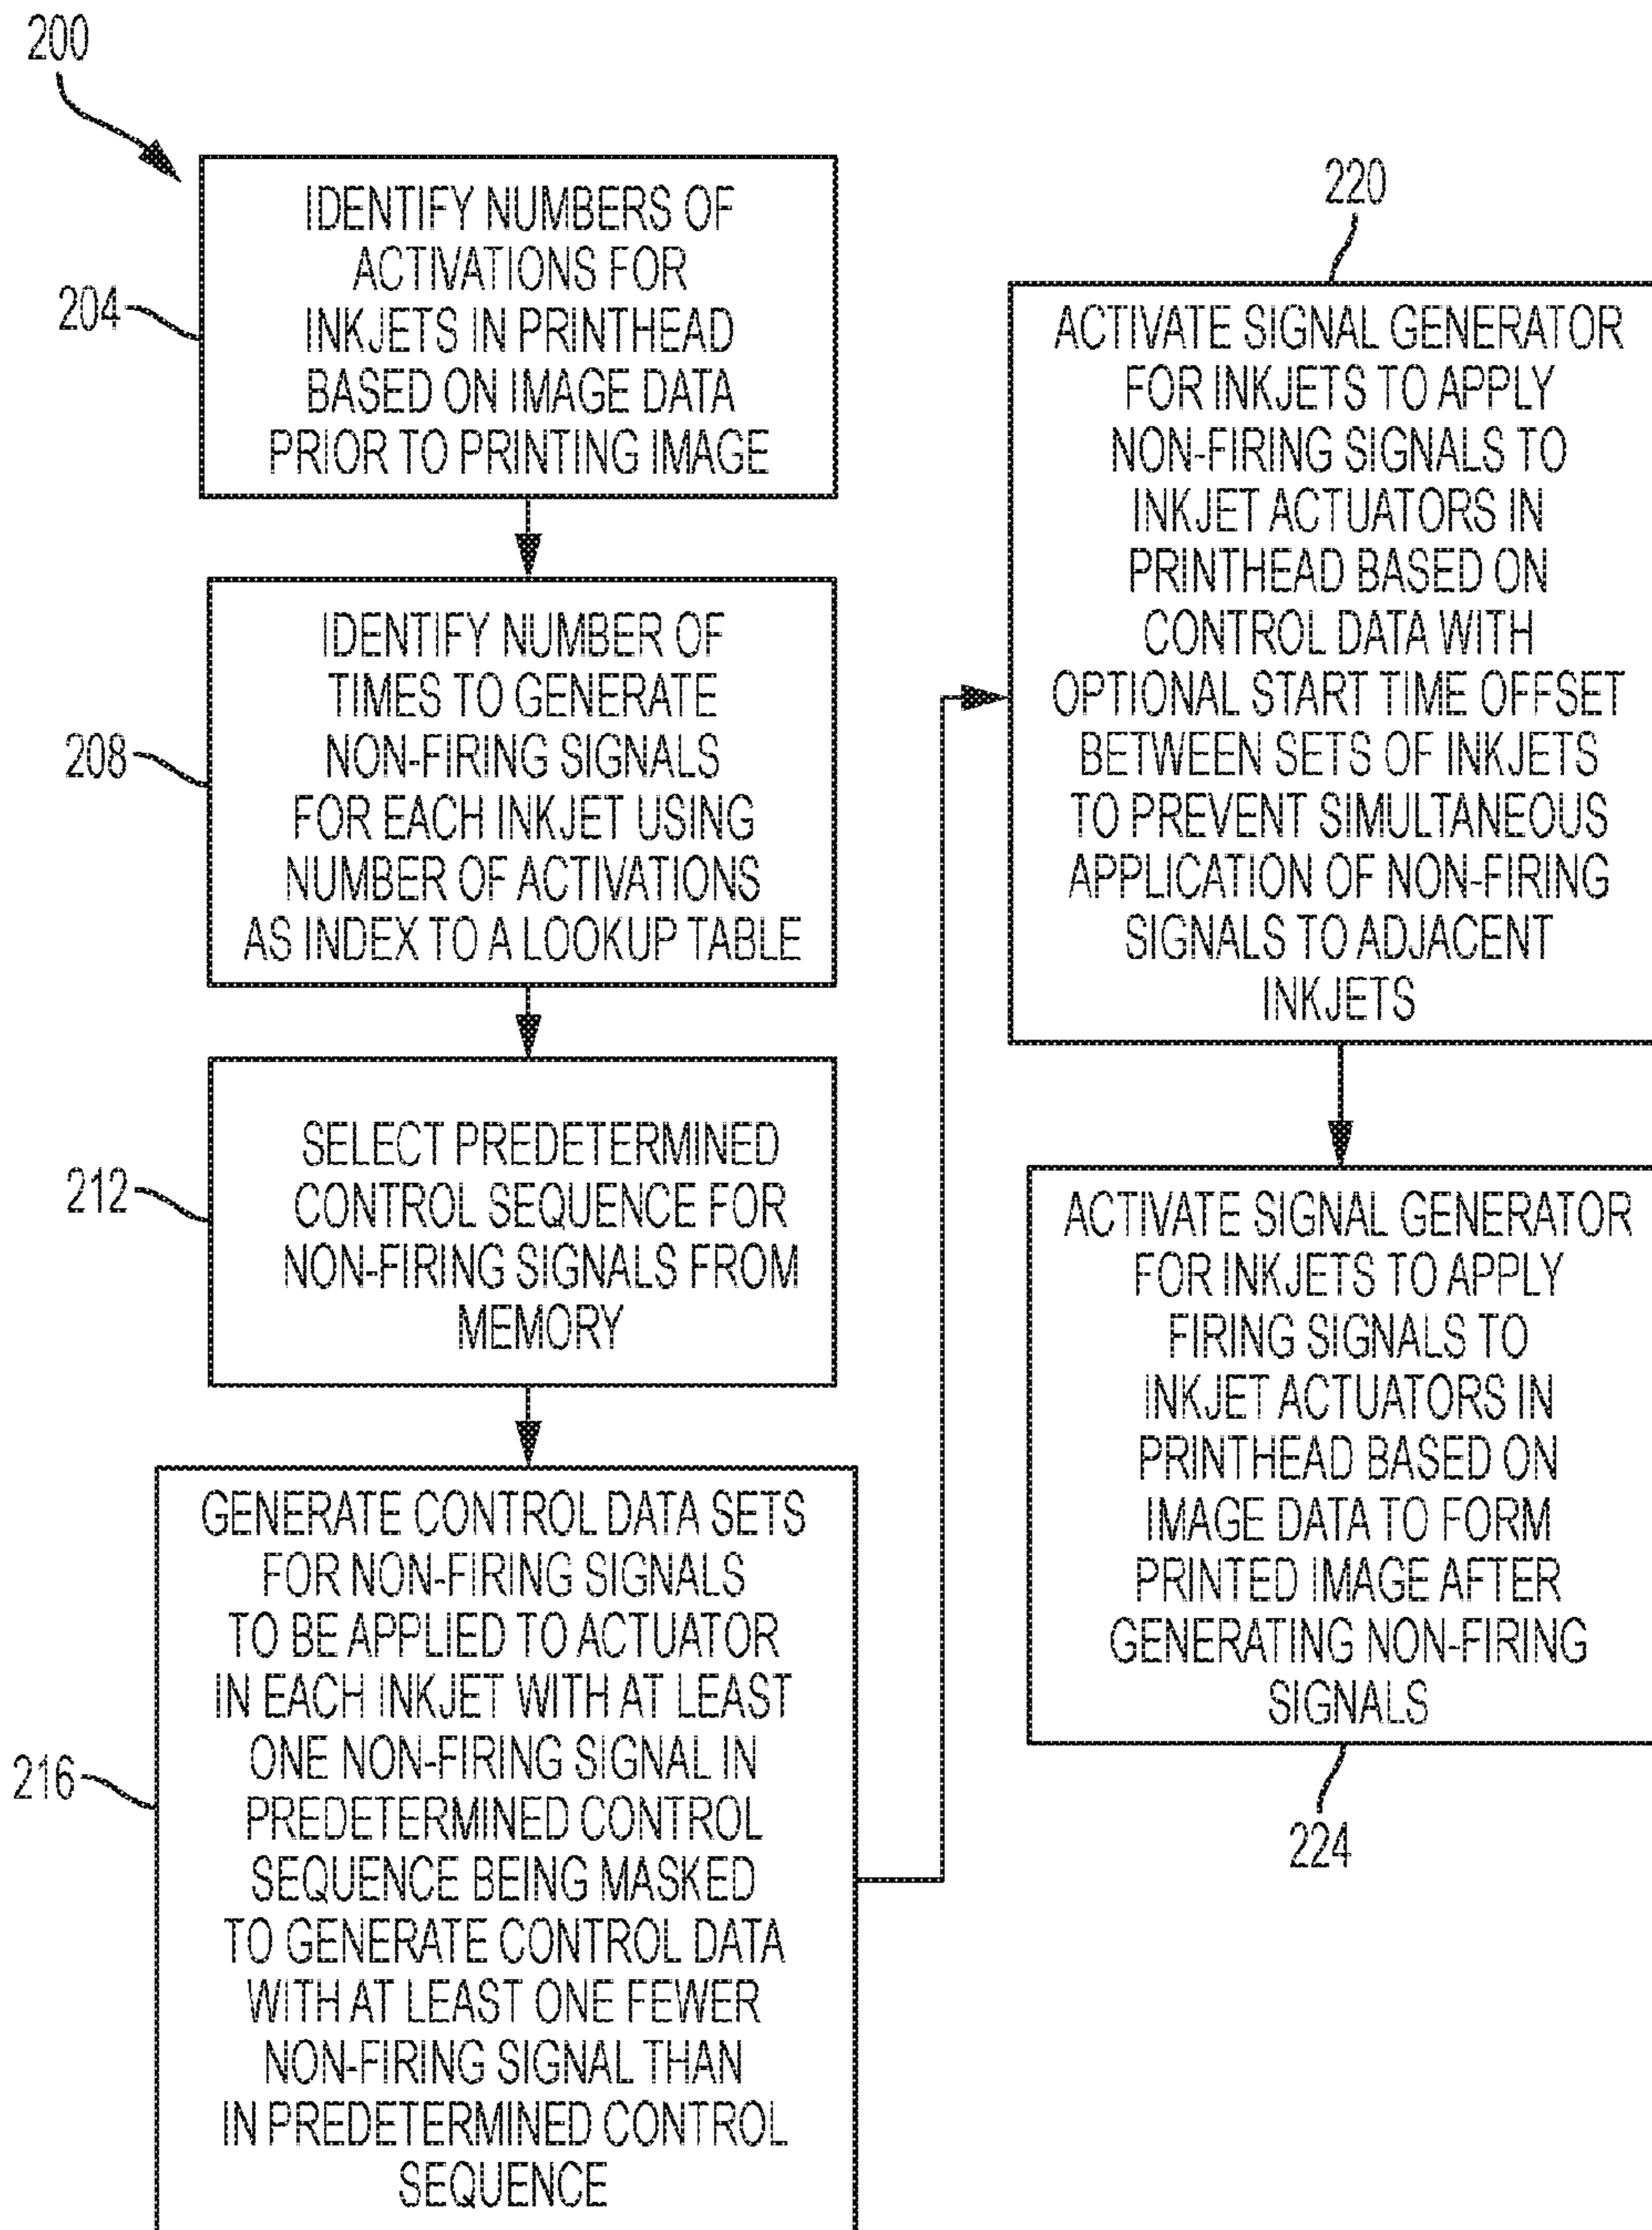 200
204
IDENTIFY NUMBERS OF
ACTIVATIONS FOR
INKJETS IN PRINTHEAD
BASED ON IMAGE DATA
PRIOR TO PRINTING IMAGE
208
IDENTIFY NUMBER OF
TIMES TO GENERATE
NON-FIRING SIGNALS
FOR EACH INKJET USING
NUMBER OF ACTIVATIONS
AS INDEX TO A LOOKUP TABLE
212
SELECT PREDETERMINED
CONTROL SEQUENCE FOR
NON-FIRING SIGNALS FROM
MEMORY
216
GENERATE CONTROL DATA SETS
FOR NON-FIRING SIGNALS
TO BE APPLIED TO ACTUATOR
IN EACH INKJET WITH AT LEAST
ONE NON-FIRING SIGNAL IN
PREDETERMINED CONTROL
SEQUENCE BEING MASKED
TO GENERATE CONTROL DATA
WITH AT LEAST ONE FEWER
NON-FIRING SIGNAL THAN
IN PREDETERMINED CONTROL
SEQUENCE
220
ACTIVATE SIGNAL GENERATOR
FOR INKJETS TO APPLY
NON-FIRING SIGNALS TO
INKJET ACTUATORS IN
PRINTHEAD BASED ON
CONTROL DATA WITH
OPTIONAL START TIME OFFSET
BETWEEN SETS OF INKJETS
TO PREVENT SIMULTANEOUS
APPLICATION OF NON-FIRING
SIGNALS TO ADJACENT
INKJETS
ACTIVATE SIGNAL GENERATOR
FOR INKJETS TO APPLY
FIRING SIGNALS TO
INKJET ACTUATORS IN
PRINTHEAD BASED ON
IMAGE DATA TO FORM
PRINTED IMAGE AFTER
GENERATING NON-FIRING
SIGNALS
224